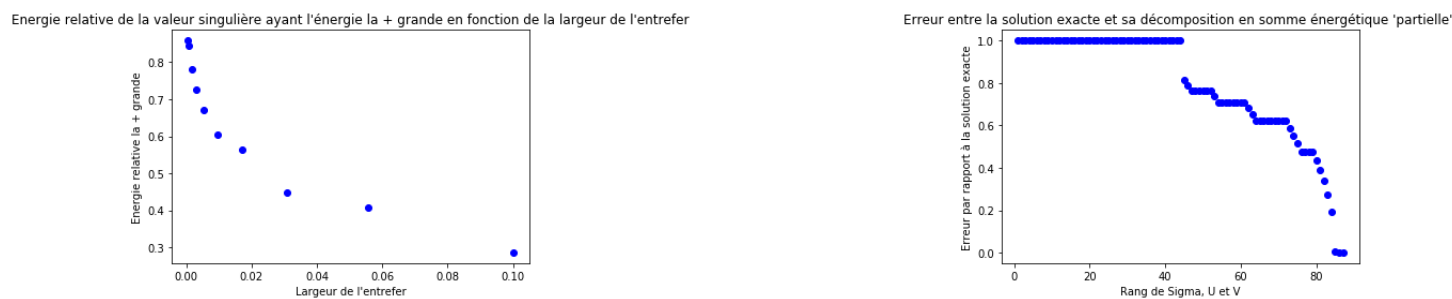 Energie relative de la valeur singulière ayant l'énergie la + grande en fonction de la largeur de l'entrefer
Energie relative la + grande
0.8
0.7
0.6
0.5
0.4
0.3
0.00 0.02 0.04 0.06 0.08 0.10
Largeur de l'entrefer
Erreur entre la solution exacte et sa décomposition en somme énergétique 'partielle'
Erreur par rapport à la solution exacte
1.0
0.8
0.6
0.4
0.2
0.0
0 20 40 60 80
Rang de Sigma, U et V